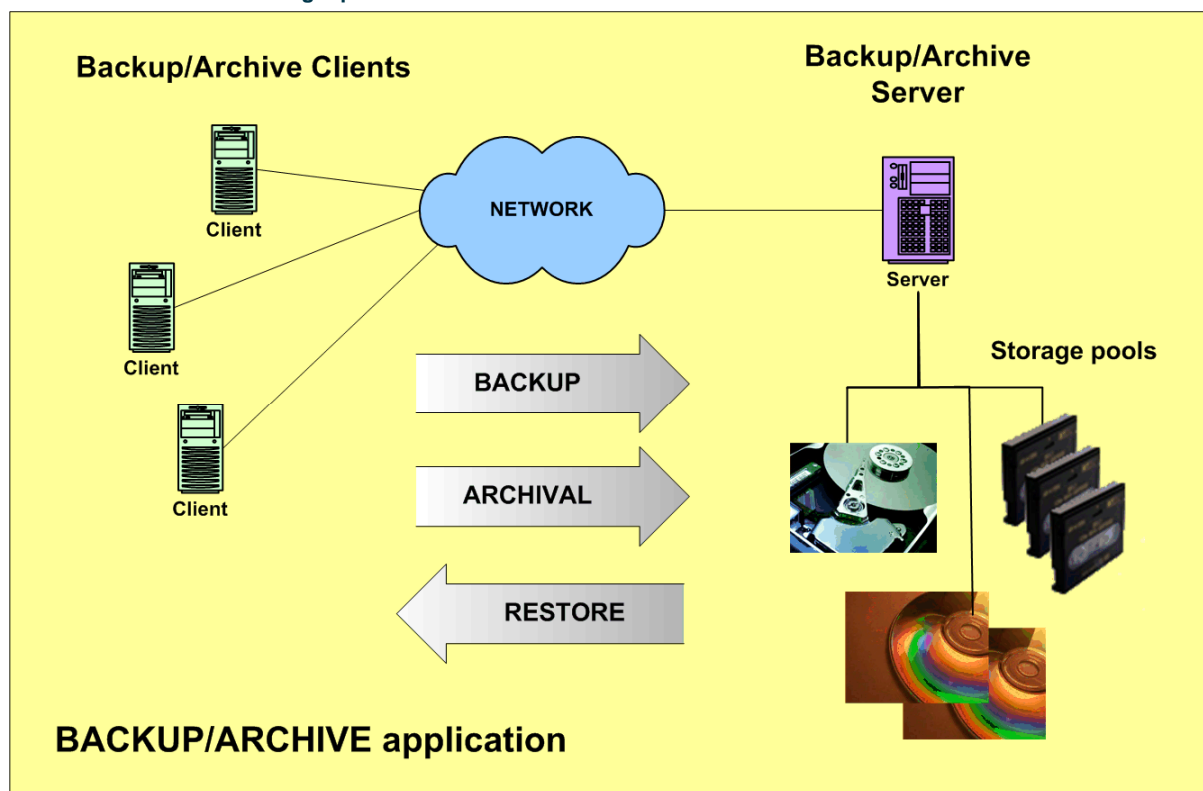 Backup/Archive Clients
Backup/Archive
Server
Client
NETWORK
Server
Client
Storage pools
BACKUP
Client
ARCHIVAL
RESTORE
BACKUP/ARCHIVE application